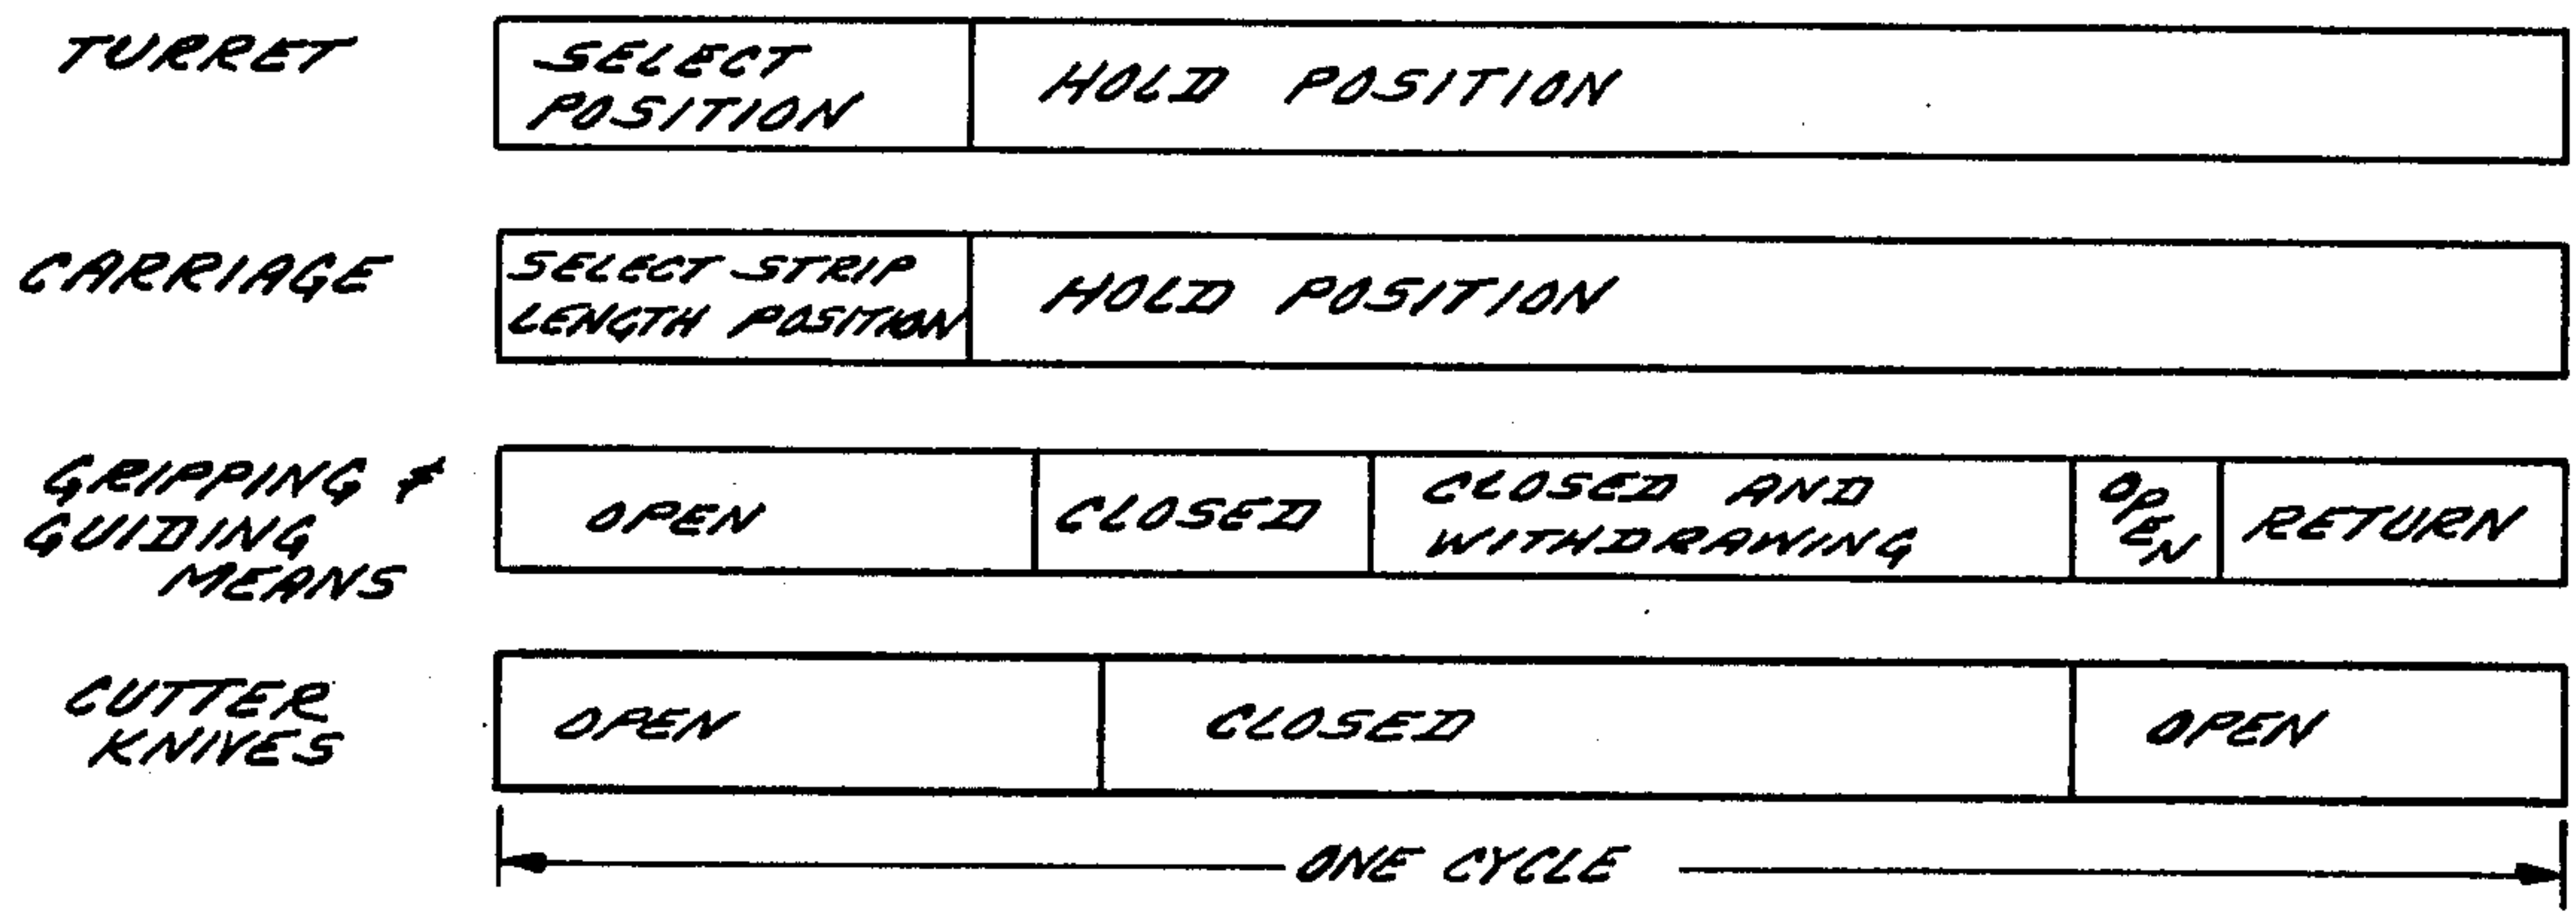 TURRET
SELECT
POSITION
HOLD POSITION
CARRIAGE
SELECT STRIP
LENGTH POSITION
HOLD POSITION
GRIPPING &
GUIDING
MEANS
OPEN
CLOSED
CLOSED AND
WITHDRAWING
OPEN
RETURN
CUTTER
KNIVES
OPEN
CLOSED
OPEN
ONE CYCLE